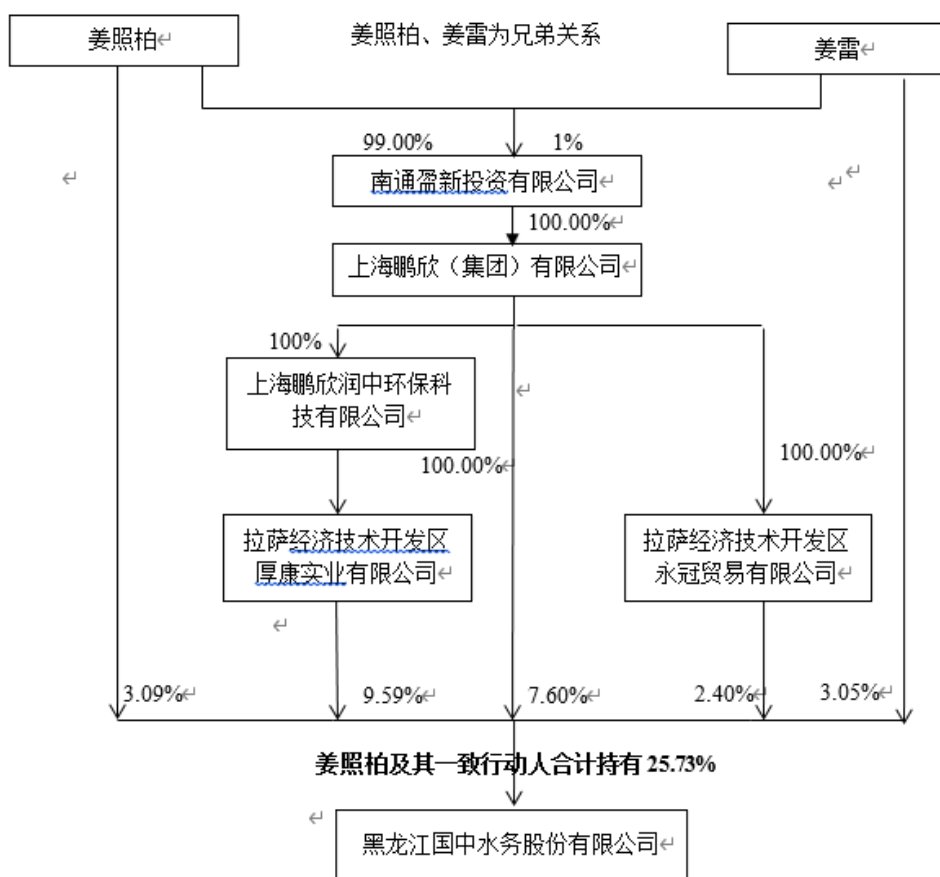 姜照柏
姜照柏、姜雷为兄弟关系
姜雷
99.00%
1%
南通盈新投资有限公司
100.00%
上海鹏欣（集团）有限公司
100%
上海鹏欣润中环保科
技有限公司
100.00%
100.00%
拉萨经济技术开发区
厚康实业有限公司
拉萨经济技术开发区
永冠贸易有限公司
3.09%
9.59%
7.60%
2.40%
3.05%
姜照柏及其一致行动人合计持有 25.73%
黑龙江国中水务股份有限公司